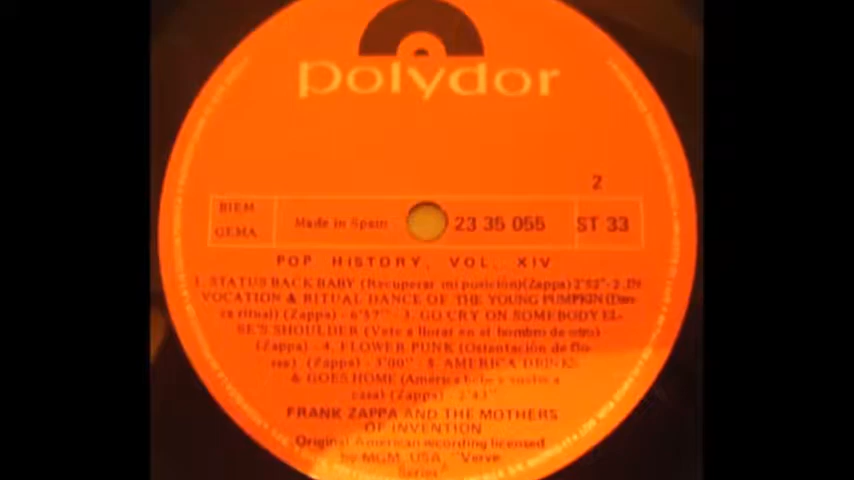 polydor
2
BIEM
GEMA
Made in Spain
23 35 055
ST 33
POP HISTORY, VOL. XIV
1. STATUS BACK BABY (Recuperar mi posición)(Zappa) 2'52" - 2. IN
VOCATION & RITUAL DANCE OF THE YOUNG PUMPKIN (Dan-
za ritual) (Zappa) - 6'57" - 3. GO CRY ON SOMEBODY EL-
SE'S SHOULDER (Vete a llorar en el hombro de otro)
(Zappa) - 4. FLOWER PUNK (Ostentación de flo-
res) (Zappa) - 3'00" - 5. AMERICA DRINKS
& GOES HOME (América bebe y vuelve a
casa) (Zappa) - 2'43"
FRANK ZAPPA AND THE MOTHERS
OF INVENTION
Original American recording licensed
by MGM, USA, "Verve
Series"